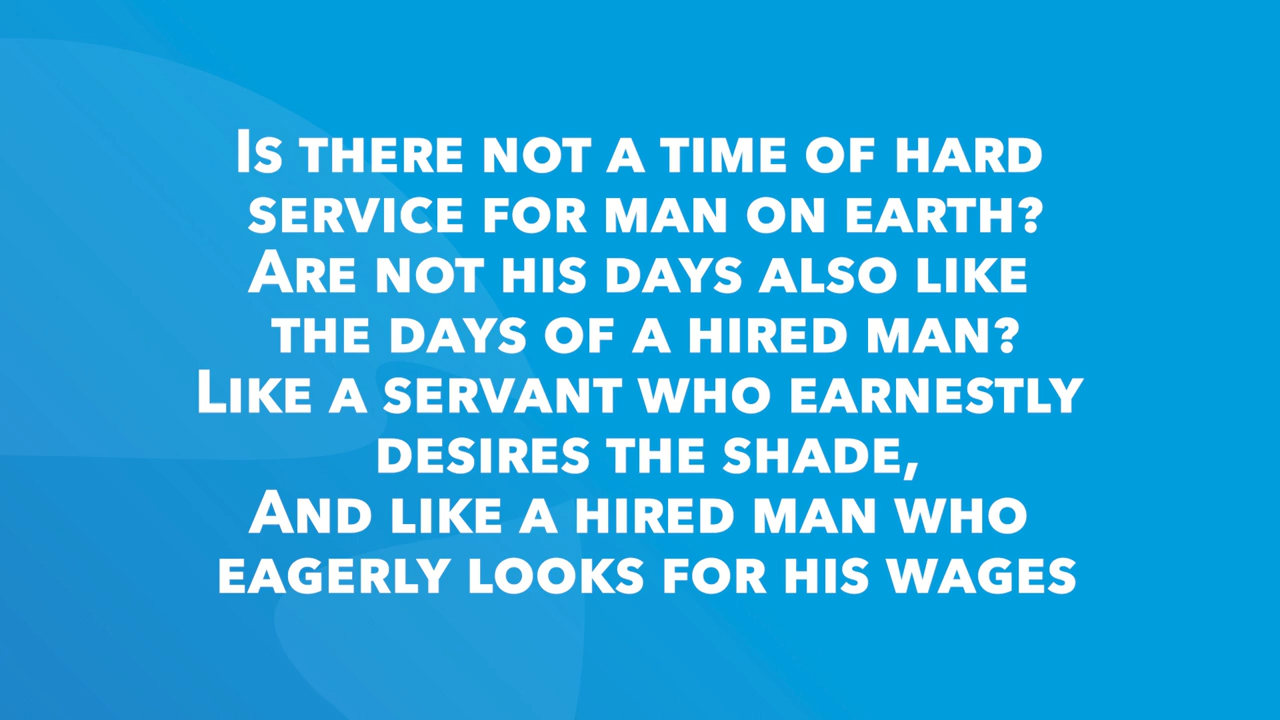 Is there not a time of hard
service for man on earth?
Are not his days also like
the days of a hired man?
Like a servant who earnestly
desires the shade,
And like a hired man who
eagerly looks for his wages